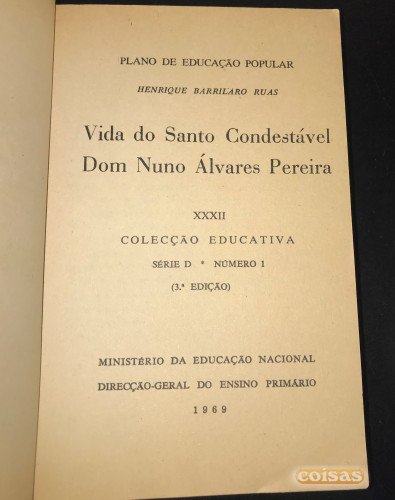 PLANO DE EDUCAÇÃO POPULAR
HENRIQUE BARRILARO RUAS
Vida do Santo Condestável
Dom Nuno Álvares Pereira
XXXII
COLECÇÃO EDUCATIVA
SÉRIE D * NÚMERO 1
(3.ª EDIÇÃO)
MINISTÉRIO DA EDUCAÇÃO NACIONAL
DIRECÇÃO-GERAL DO ENSINO PRIMÁRIO
1969
coisas